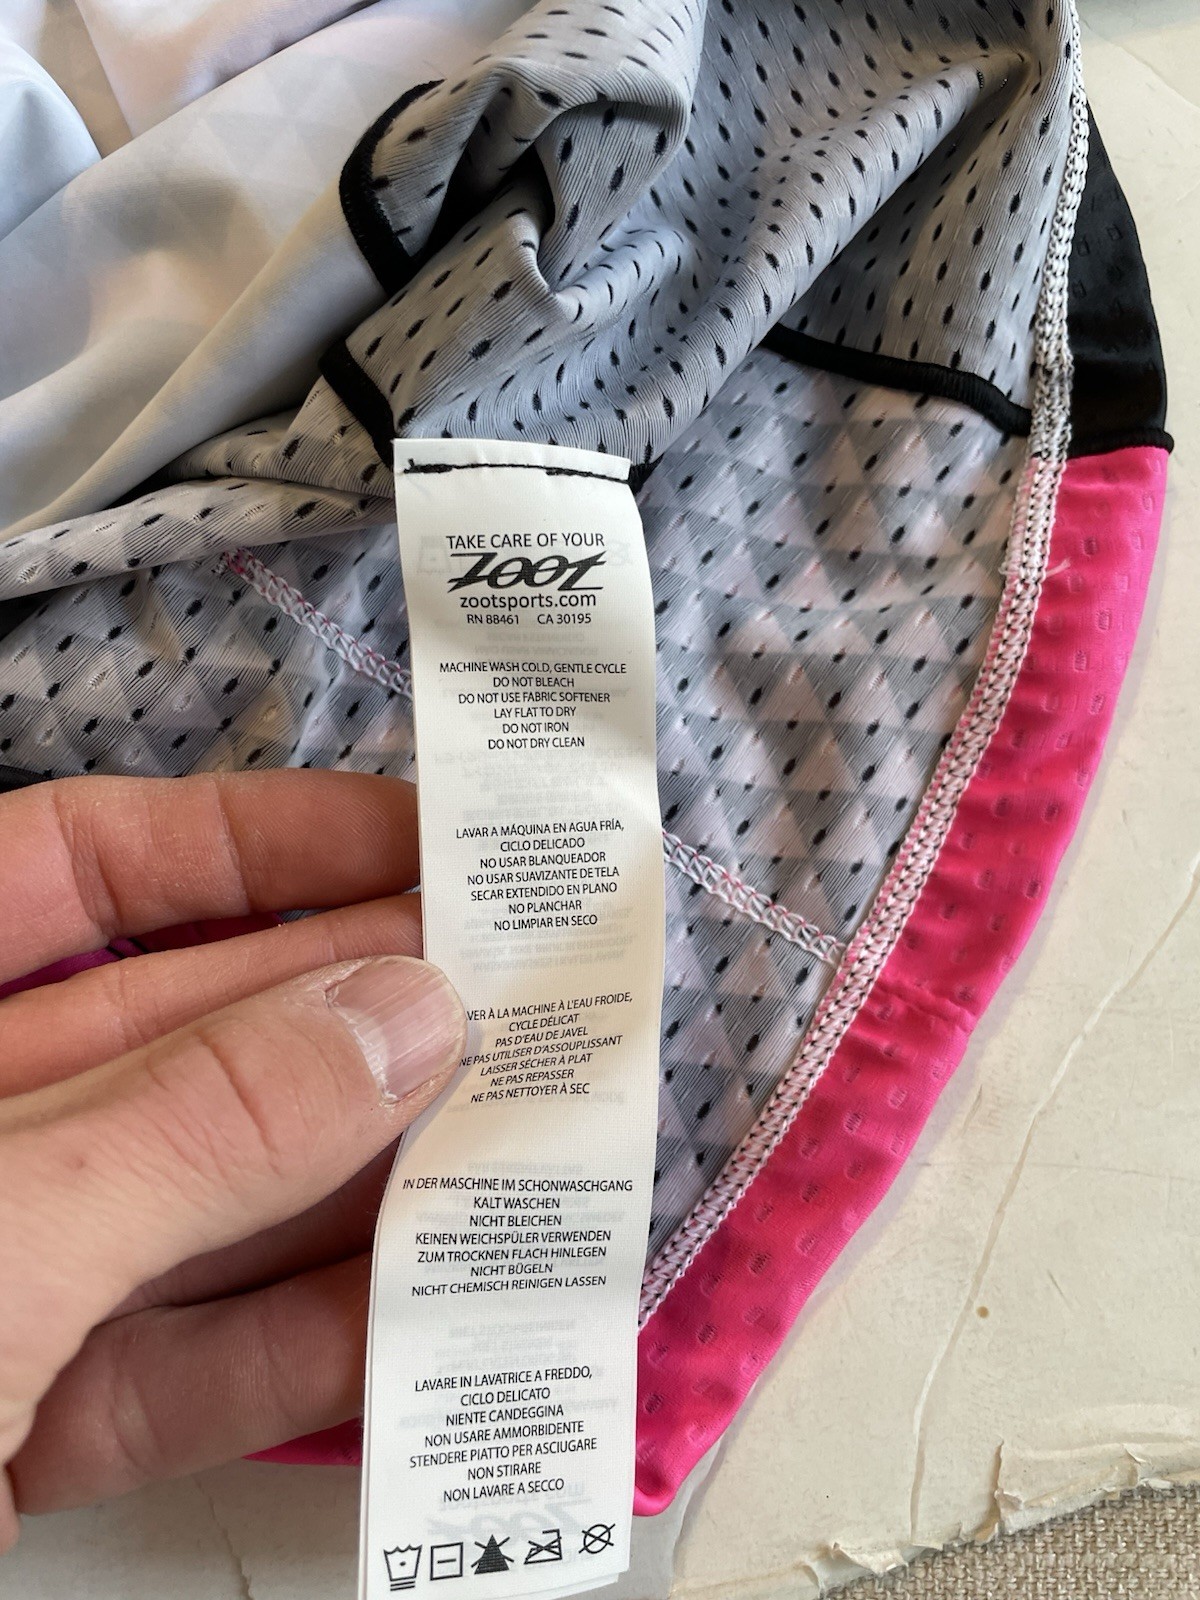 TAKE CARE OF YOUR
ZOOT
zootsports.com
RN 88461 CA 30195
MACHINE WASH COLD, GENTLE CYCLE
DO NOT BLEACH
DO NOT USE FABRIC SOFTENER
LAY FLAT TO DRY
DO NOT IRON
DO NOT DRY CLEAN
LAVAR A MÁQUINA EN AGUA FRÍA,
CICLO DELICADO
NO USAR BLANQUEADOR
NO USAR SUAVIZANTE DE TELA
SECAR EXTENDIDO EN PLANO
NO PLANCHAR
NO LIMPIAR EN SECO
VER À LA MACHINE À L'EAU FROIDE,
CYCLE DÉLICAT
PAS D'EAU DE JAVEL
NE PAS UTILISER D'ASSOUPLISSANT
LAISSER SÉCHER À PLAT
NE PAS REPASSER
NE PAS NETTOYER À SEC
IN DER MASCHINE IM SCHONWASCHGANG
KALT WASCHEN
NICHT BLEICHEN
KEINEN WEICHSPÜLER VERWENDEN
ZUM TROCKNEN FLACH HINLEGEN
NICHT BÜGELN
NICHT CHEMISCH REINIGEN LASSEN
LAVARE IN LAVATRICE A FREDDO,
CICLO DELICATO
NIENTE CANDEGGINA
NON USARE AMMORBIDENTE
STENDERE PIATTO PER ASCIUGARE
NON STIRARE
NON LAVARE A SECCO